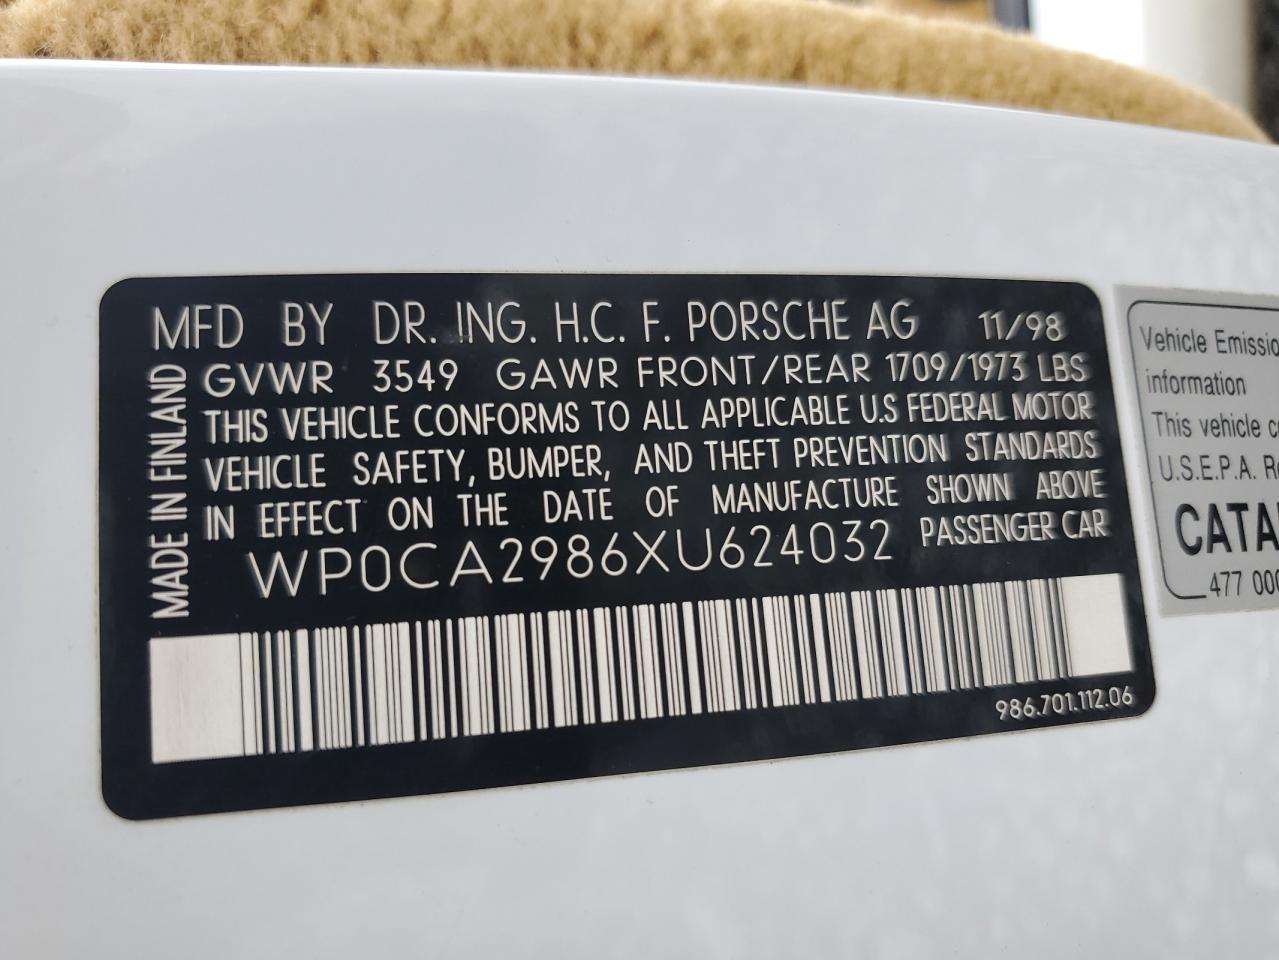 MFD BY DR. ING. H.C. F. PORSCHE AG 11/98
GVWR 3549 GAWR FRONT/REAR 1709/1973 LBS
THIS VEHICLE CONFORMS TO ALL APPLICABLE U.S FEDERAL MOTOR
VEHICLE SAFETY, BUMPER, AND THEFT PREVENTION STANDARDS
IN EFFECT ON THE DATE OF MANUFACTURE SHOWN ABOVE
WP0CA2986XU624032 PASSENGER CAR
MADE IN FINLAND
986.701.112.06
Vehicle Emissio
information
This vehicle co
U.S.E.P.A. Re
CATA
477 000